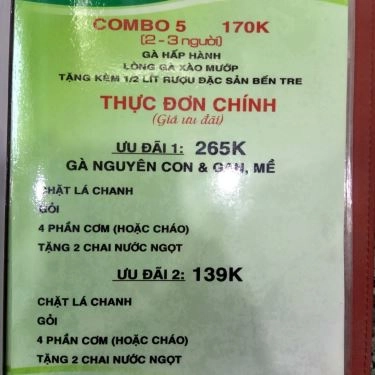 COMBO 5 170K
(2 - 3 người)
GÀ HẤP HÀNH
LÒNG GÀ XÀO MƯỚP
TẶNG KÈM 1/2 LÍT RƯỢU ĐẶC SẢN BẾN TRE
THỰC ĐƠN CHÍNH
(Giá ưu đãi)
ƯU ĐÃI 1: 265K
GÀ NGUYÊN CON & GAN, MỀ
CHẶT LÁ CHANH
GỎI
4 PHẦN CƠM (HOẶC CHÁO)
TẶNG 2 CHAI NƯỚC NGỌT
ƯU ĐÃI 2: 139K
CHẶT LÁ CHANH
GỎI
4 PHẦN CƠM (HOẶC CHÁO)
TẶNG 2 CHAI NƯỚC NGỌT